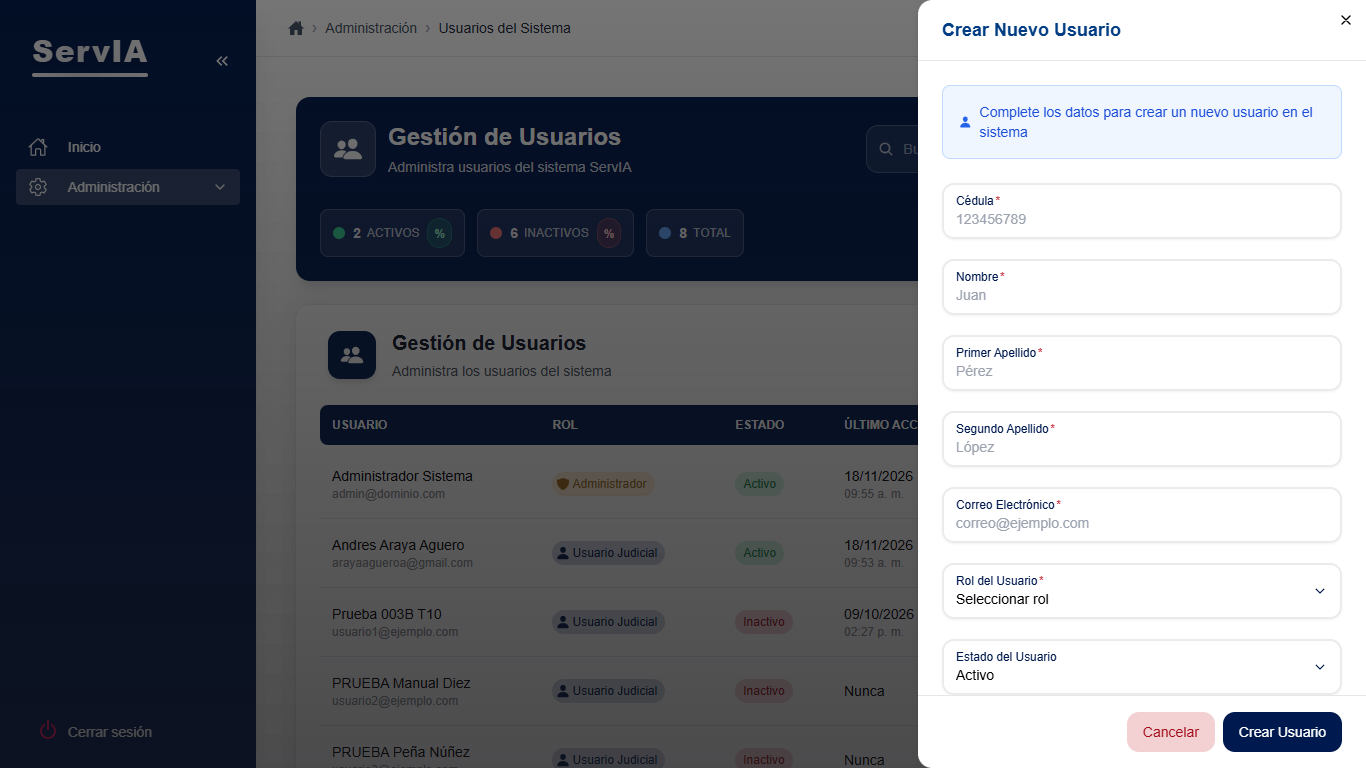 ServIA
«
Inicio
Administración
Cerrar sesión
Administración › Usuarios del Sistema
Gestión de Usuarios
Administra usuarios del sistema ServIA
2 ACTIVOS %
6 INACTIVOS %
8 TOTAL
Gestión de Usuarios
Administra los usuarios del sistema
USUARIO ROL ESTADO
Administrador Sistema
admin@dominio.com
Administrador
Activo
18/11/2026
09:55 a. m.
Andres Araya Aguero
arayaagueroa@gmail.com
Usuario Judicial
Activo
18/11/2026
09:53 a. m.
Prueba 003B T10
usuario1@ejemplo.com
Usuario Judicial
Inactivo
09/10/2026
02:27 p. m.
PRUEBA Manual Diez
usuario2@ejemplo.com
Usuario Judicial
Inactivo
Nunca
PRUEBA Peña Núñez
Usuario Judicial
Inactivo
Nunca
Crear Nuevo Usuario
Complete los datos para crear un nuevo usuario en el
sistema
Cédula*
123456789
Nombre*
Juan
Primer Apellido*
Pérez
Segundo Apellido*
López
Correo Electrónico*
correo@ejemplo.com
Rol del Usuario*
Seleccionar rol
Estado del Usuario
Activo
Cancelar
Crear Usuario